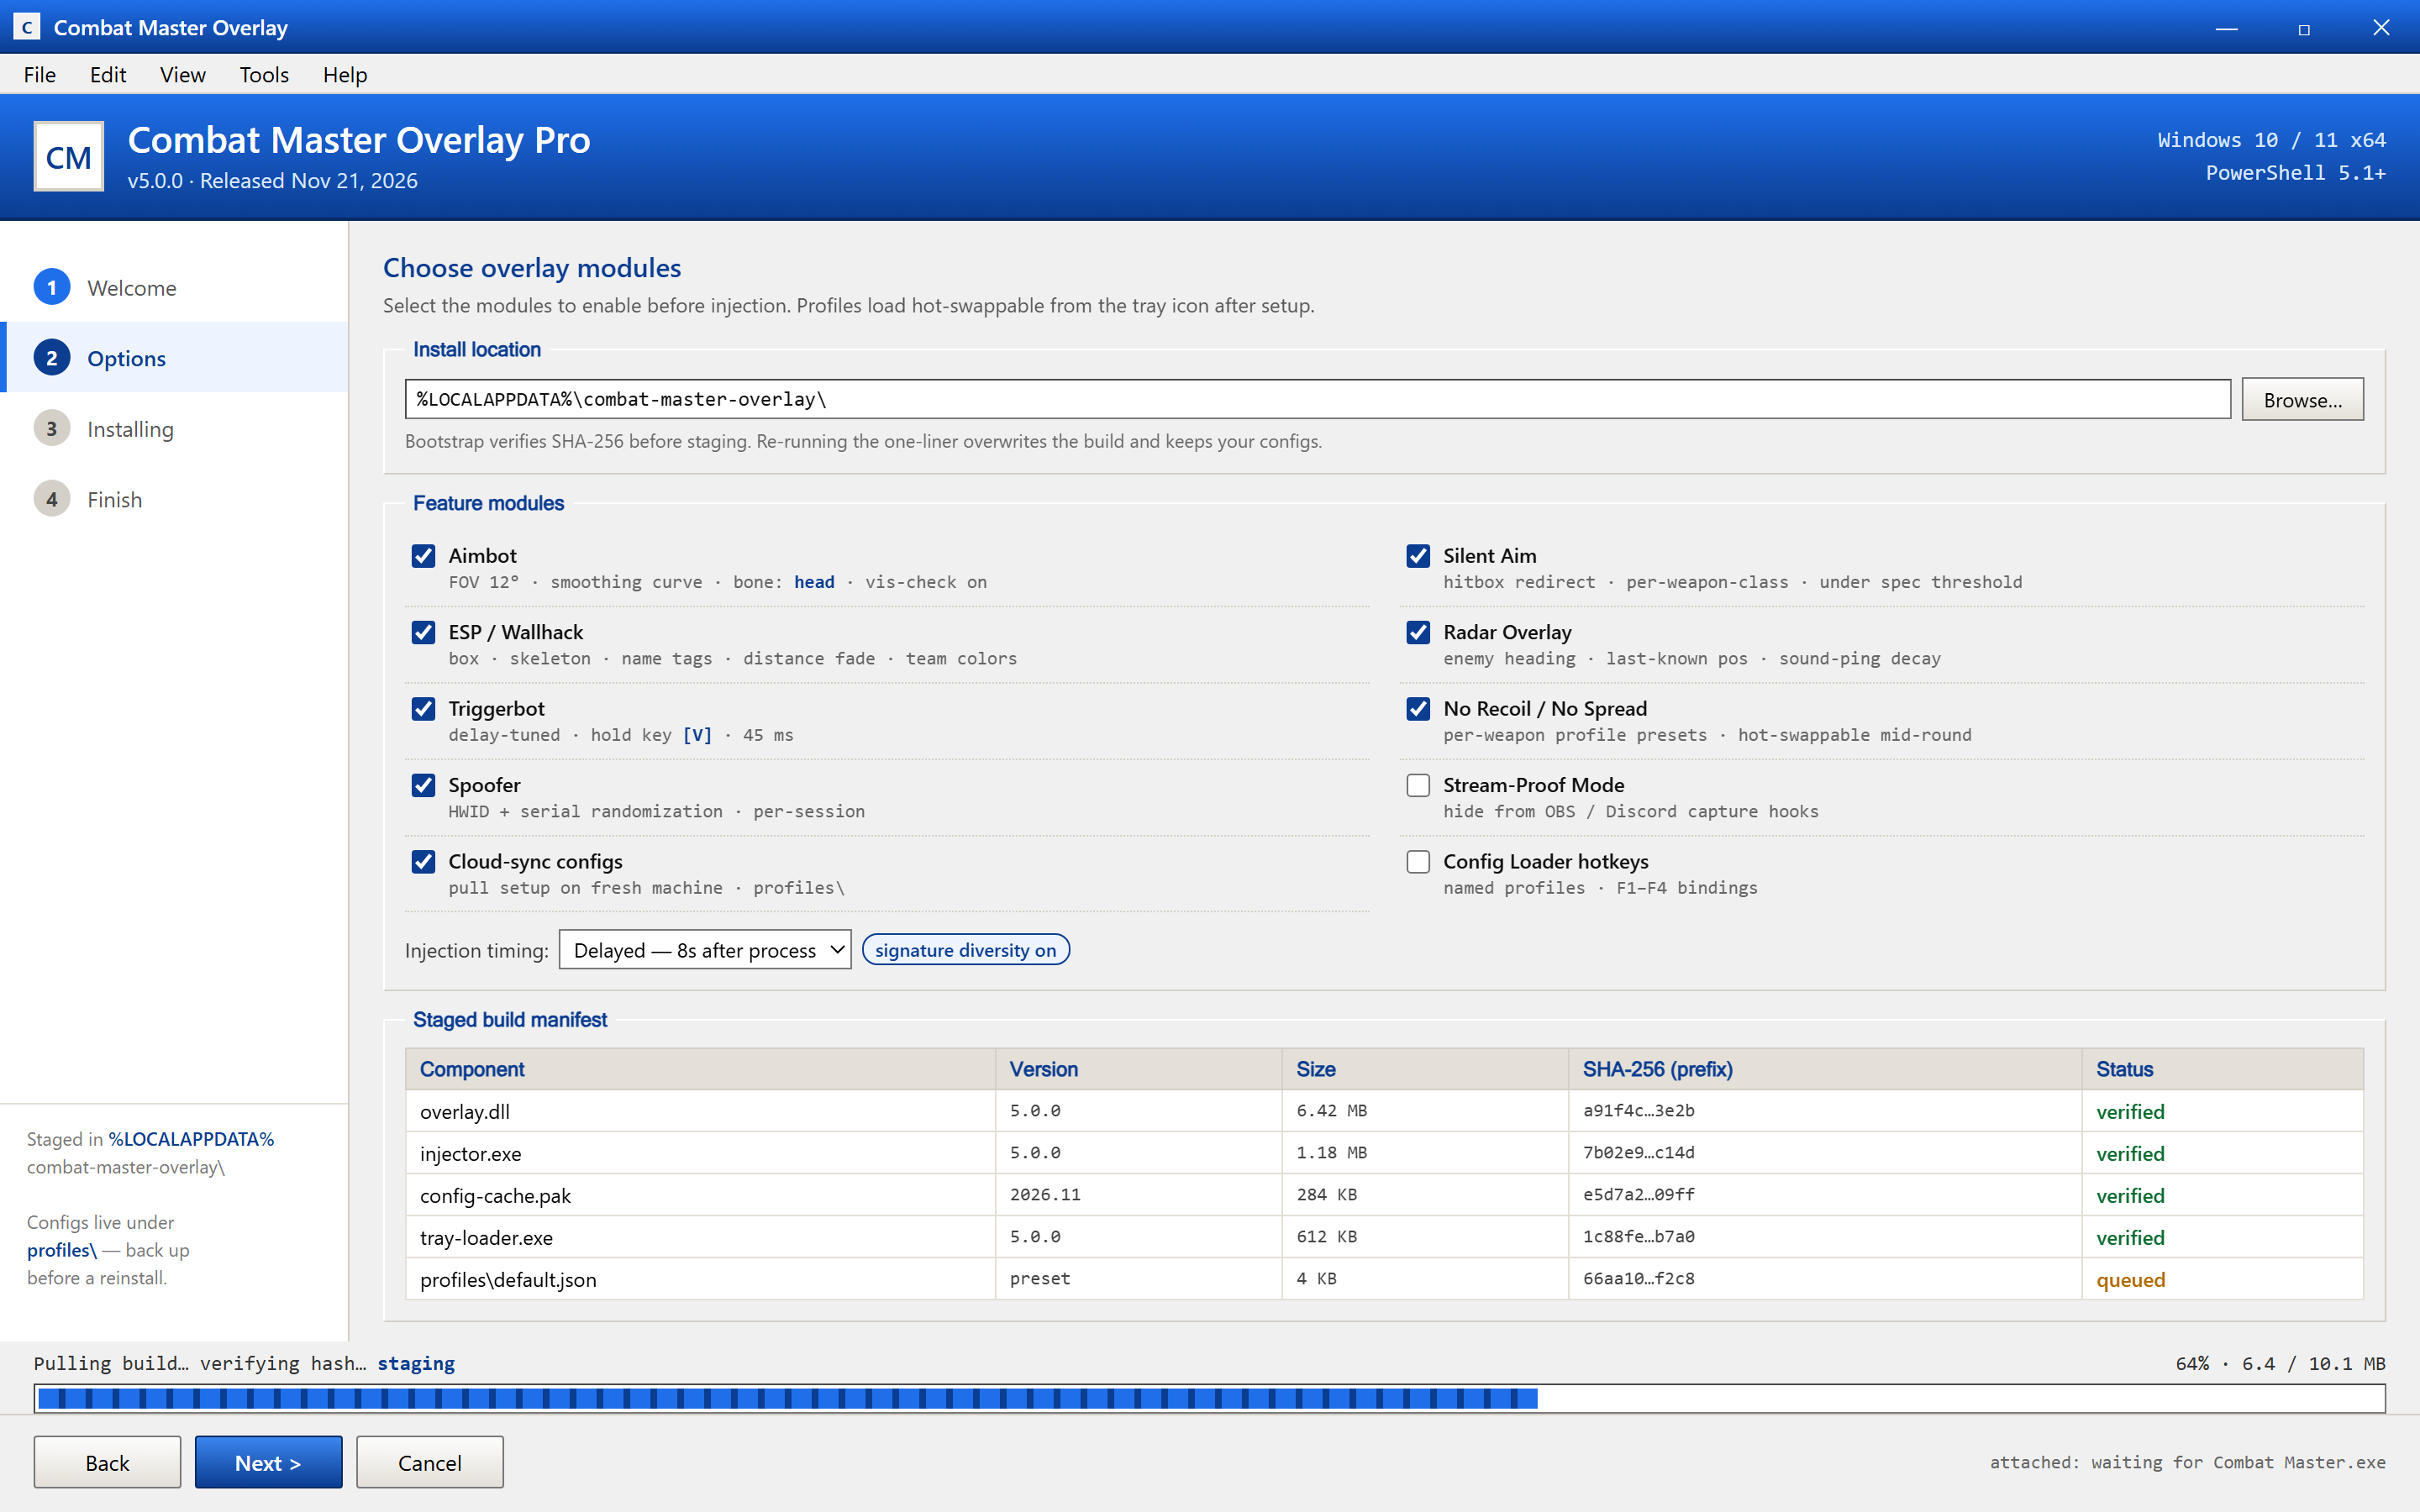 C Combat Master Overlay
File Edit View Tools Help
CM
Combat Master Overlay Pro
v5.0.0 · Released Nov 21, 2026
Windows 10 / 11 x64
PowerShell 5.1+
1 Welcome
2 Options
3 Installing
4 Finish
Staged in %LOCALAPPDATA%
combat-master-overlay\
Configs live under
profiles\ — back up
before a reinstall.
Choose overlay modules
Select the modules to enable before injection. Profiles load hot-swappable from the tray icon after setup.
Install location
%LOCALAPPDATA%\combat-master-overlay\
Browse...
Bootstrap verifies SHA-256 before staging. Re-running the one-liner overwrites the build and keeps your configs.
Feature modules
Aimbot
FOV 12° · smoothing curve · bone: head · vis-check on
Silent Aim
hitbox redirect · per-weapon-class · under spec threshold
ESP / Wallhack
box · skeleton · name tags · distance fade · team colors
Radar Overlay
enemy heading · last-known pos · sound-ping decay
Triggerbot
delay-tuned · hold key [V] · 45 ms
No Recoil / No Spread
per-weapon profile presets · hot-swappable mid-round
Spoofer
HWID + serial randomization · per-session
Stream-Proof Mode
hide from OBS / Discord capture hooks
Cloud-sync configs
pull setup on fresh machine · profiles\
Config Loader hotkeys
named profiles · F1–F4 bindings
Injection timing: Delayed — 8s after process signature diversity on
Staged build manifest
Component Version Size SHA-256 (prefix) Status
overlay.dll 5.0.0 6.42 MB a91f4c…3e2b verified
injector.exe 5.0.0 1.18 MB 7b02e9…c14d verified
config-cache.pak 2026.11 284 KB e5d7a2…09ff verified
tray-loader.exe 5.0.0 612 KB 1c88fe…b7a0 verified
profiles\default.json preset 4 KB 66aa10…f2c8 queued
Pulling build… verifying hash… staging
64% · 6.4 / 10.1 MB
Back Next > Cancel
attached: waiting for Combat Master.exe